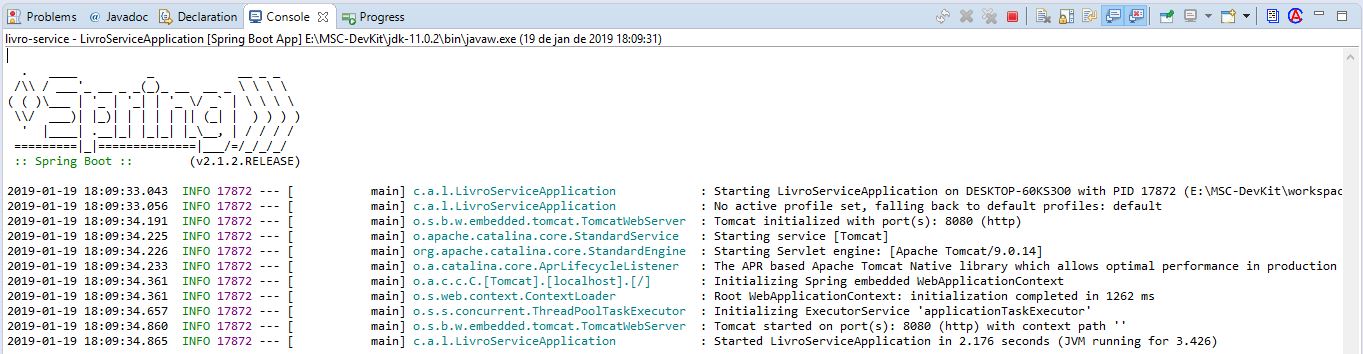 Problems @ Javadoc Declaration Console Progress
livro-service - LivroServiceApplication [Spring Boot App] E:\MSC-DevKit\jdk-11.0.2\bin\javaw.exe (19 de jan de 2019 18:09:31)
  .   ____          _            __ _ _
 /\\ / ___'_ __ _ _(_)_ __  __ _ \ \ \ \
( ( )\___ | '_ | '_| | '_ \/ _` | \ \ \ \
 \\/  ___)| |_)| | | | | || (_| |  ) ) ) )
  '  |____| .__|_| |_|_| |_\__, | / / / /
 =========|_|==============|___/=/_/_/_/
 :: Spring Boot ::        (v2.1.2.RELEASE)
2019-01-19 18:09:33.043  INFO 17872 --- [           main] c.a.l.LivroServiceApplication            : Starting LivroServiceApplication on DESKTOP-60KS3O0 with PID 17872 (E:\MSC-DevKit\workspac
2019-01-19 18:09:33.056  INFO 17872 --- [           main] c.a.l.LivroServiceApplication            : No active profile set, falling back to default profiles: default
2019-01-19 18:09:34.191  INFO 17872 --- [           main] o.s.b.w.embedded.tomcat.TomcatWebServer  : Tomcat initialized with port(s): 8080 (http)
2019-01-19 18:09:34.225  INFO 17872 --- [           main] o.apache.catalina.core.StandardService   : Starting service [Tomcat]
2019-01-19 18:09:34.226  INFO 17872 --- [           main] org.apache.catalina.core.StandardEngine  : Starting Servlet engine: [Apache Tomcat/9.0.14]
2019-01-19 18:09:34.233  INFO 17872 --- [           main] o.a.catalina.core.AprLifecycleListener   : The APR based Apache Tomcat Native library which allows optimal performance in production
2019-01-19 18:09:34.361  INFO 17872 --- [           main] o.a.c.c.C.[Tomcat].[localhost].[/]       : Initializing Spring embedded WebApplicationContext
2019-01-19 18:09:34.361  INFO 17872 --- [           main] o.s.web.context.ContextLoader            : Root WebApplicationContext: initialization completed in 1262 ms
2019-01-19 18:09:34.657  INFO 17872 --- [           main] o.s.s.concurrent.ThreadPoolTaskExecutor  : Initializing ExecutorService 'applicationTaskExecutor'
2019-01-19 18:09:34.860  INFO 17872 --- [           main] o.s.b.w.embedded.tomcat.TomcatWebServer  : Tomcat started on port(s): 8080 (http) with context path ''
2019-01-19 18:09:34.865  INFO 17872 --- [           main] c.a.l.LivroServiceApplication            : Started LivroServiceApplication in 2.176 seconds (JVM running for 3.426)